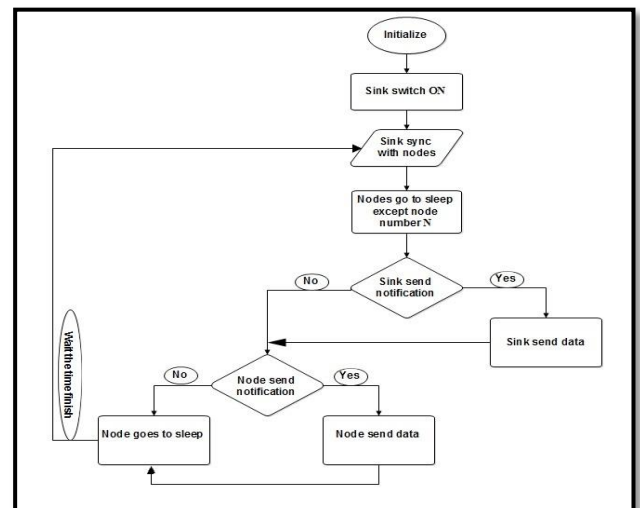 Initialize
Sink switch ON
Sink sync
with nodes
Nodes go to sleep
except node
number N
No
Sink send
notification
Yes
Sink send data
Wait the time finish
No
Node send
notification
Yes
Node goes to sleep
Node send data